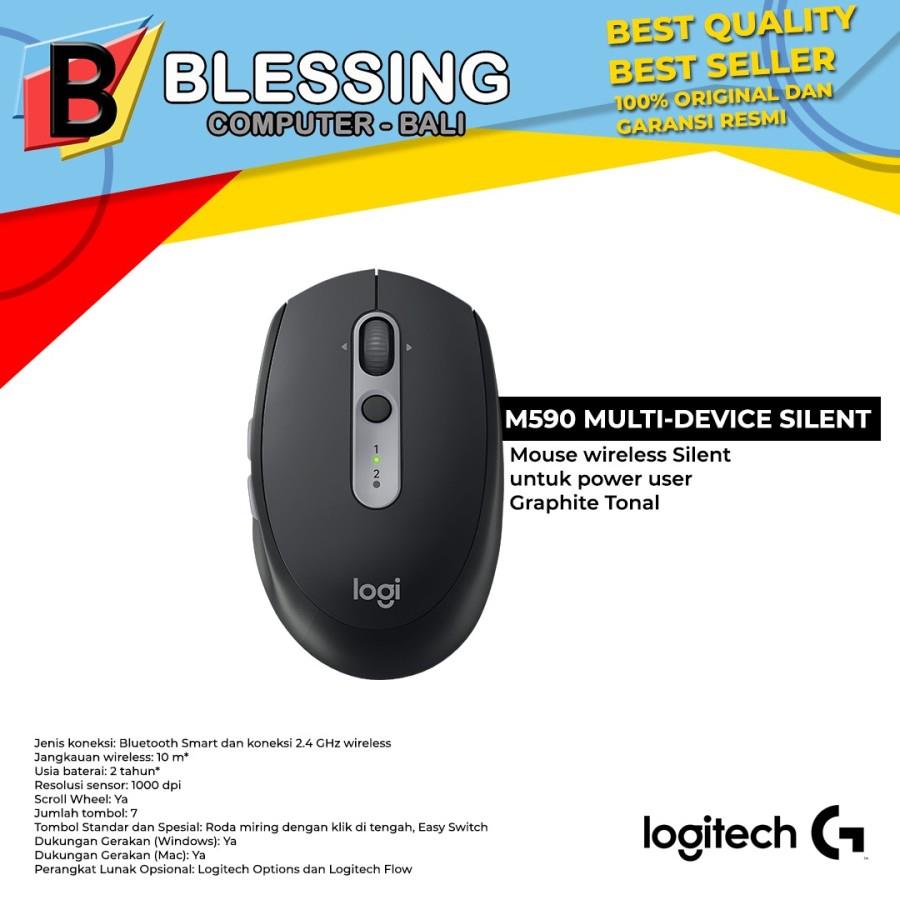 B BLESSING
COMPUTER - BALI
BEST QUALITY
BEST SELLER
100% ORIGINAL DAN
GARANSI RESMI
1
2
logi
M590 MULTI-DEVICE SILENT
Mouse wireless Silent
untuk power user
Graphite Tonal
Jenis koneksi: Bluetooth Smart dan koneksi 2.4 GHz wireless
Jangkauan wireless: 10 m*
Usia baterai: 2 tahun*
Resolusi sensor: 1000 dpi
Scroll Wheel: Ya
Jumlah tombol: 7
Tombol Standar dan Spesial: Roda miring dengan klik di tengah, Easy Switch
Dukungan Gerakan (Windows): Ya
Dukungan Gerakan (Mac): Ya
Perangkat Lunak Opsional: Logitech Options dan Logitech Flow
logitech G